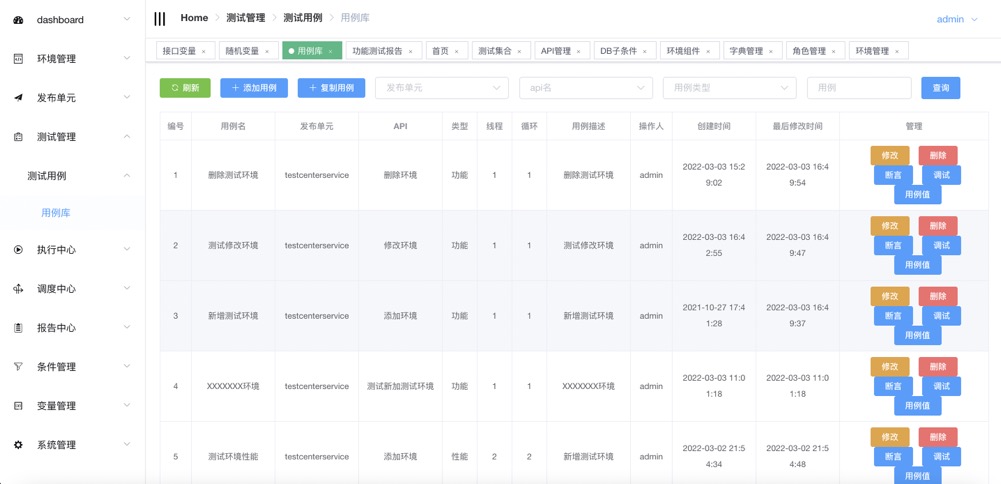 dashboard
环境管理
发布单元
测试管理
测试用例
用例库
执行中心
调度中心
报告中心
条件管理
变量管理
系统管理
Home 测试管理 测试用例 用例库
admin
接口变量 × 随机变量 × 用例库 × 功能测试报告 × 首页 × 测试集合 × API管理 × DB子条件 × 环境组件 × 字典管理 × 角色管理 × 环境管理 ×
刷新 + 添加用例 + 复制用例 发布单元 api名 用例类型 用例 查询
编号 用例名 发布单元 API 类型 线程 循环 用例描述 操作人 创建时间 最后修改时间 管理
1 删除测试环境 testcenterservice 删除环境 功能 1 1 删除测试环境 admin 2022-03-03 15:2
9:02 2022-03-03 16:4
9:54 修改 删除
断言 调试
用例值
2 测试修改环境 testcenterservice 修改环境 功能 1 1 测试修改环境 admin 2022-03-03 16:4
2:55 2022-03-03 16:4
9:47 修改 删除
断言 调试
用例值
3 新增测试环境 testcenterservice 添加环境 功能 1 1 新增测试环境 admin 2021-10-27 17:4
1:28 2022-03-03 16:4
9:37 修改 删除
断言 调试
用例值
4 XXXXXXX环境 testcenterservice 测试新加测试环境 功能 1 1 XXXXXXX环境 admin 2022-03-03 11:0
1:18 2022-03-03 11:0
1:18 修改 删除
断言 调试
用例值
5 测试环境性能 testcenterservice 添加环境 性能 2 2 新增测试环境 admin 2022-03-02 21:5
4:34 2022-03-02 21:5
4:48 修改 删除
断言 调试
用例值